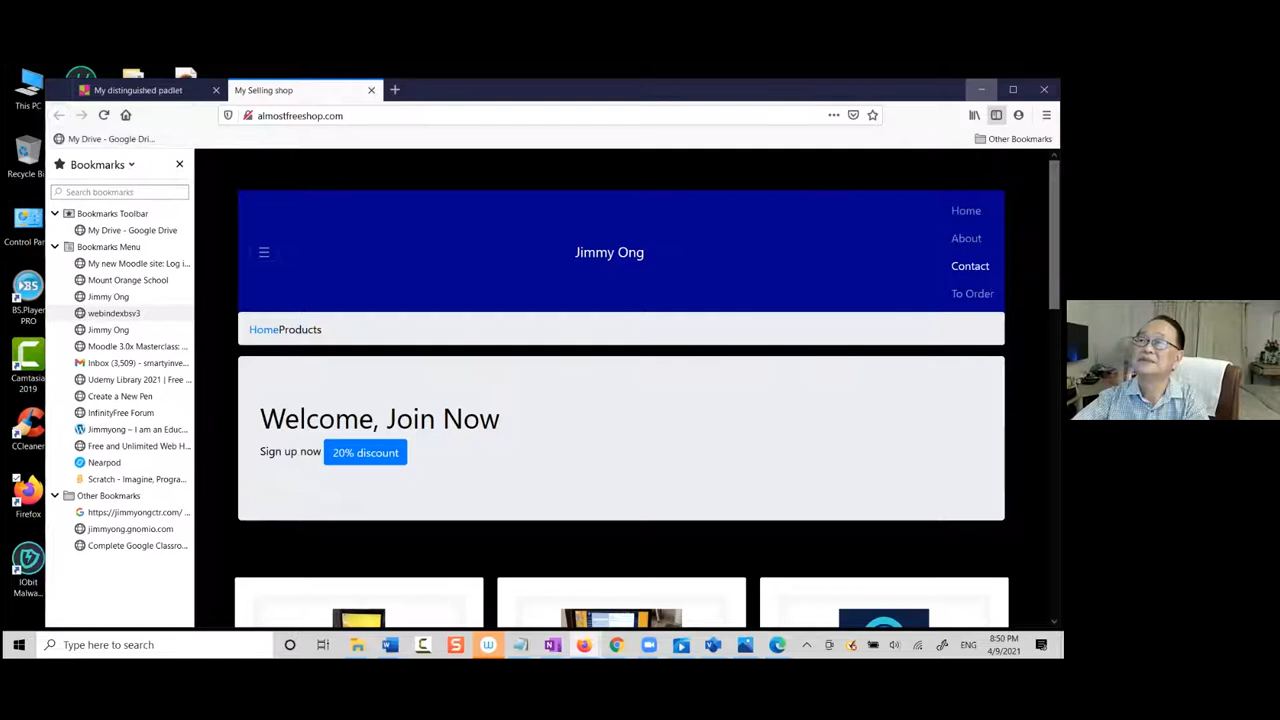 This PC
Recycle Bi
Control Pan
BS.Player
PRO
Camtasia
2019
CCleaner
Firefox
IObit
Malwa...
My distinguished padlet
My Selling shop
almostfreeshop.com
My Drive - Google Dri...
Other Bookmarks
Bookmarks
Search bookmarks
Bookmarks Toolbar
My Drive - Google Drive
Bookmarks Menu
My new Moodle site: Log i...
Mount Orange School
Jimmy Ong
webindexbsv3
Jimmy Ong
Moodle 3.0x Masterclass: ...
Inbox (3,509) - smartyinve...
Udemy Library 2021 | Free ...
Create a New Pen
InfinityFree Forum
Jimmyong – I am an Educ...
Free and Unlimited Web H...
Nearpod
Scratch - Imagine, Progra...
Other Bookmarks
https://jimmyongctr.com/ ...
jimmyong.gnomio.com
Complete Google Classro...
Jimmy Ong
Home
About
Contact
To Order
HomeProducts
Welcome, Join Now
Sign up now 20% discount
Type here to search
ENG
8:50 PM
4/9/2021